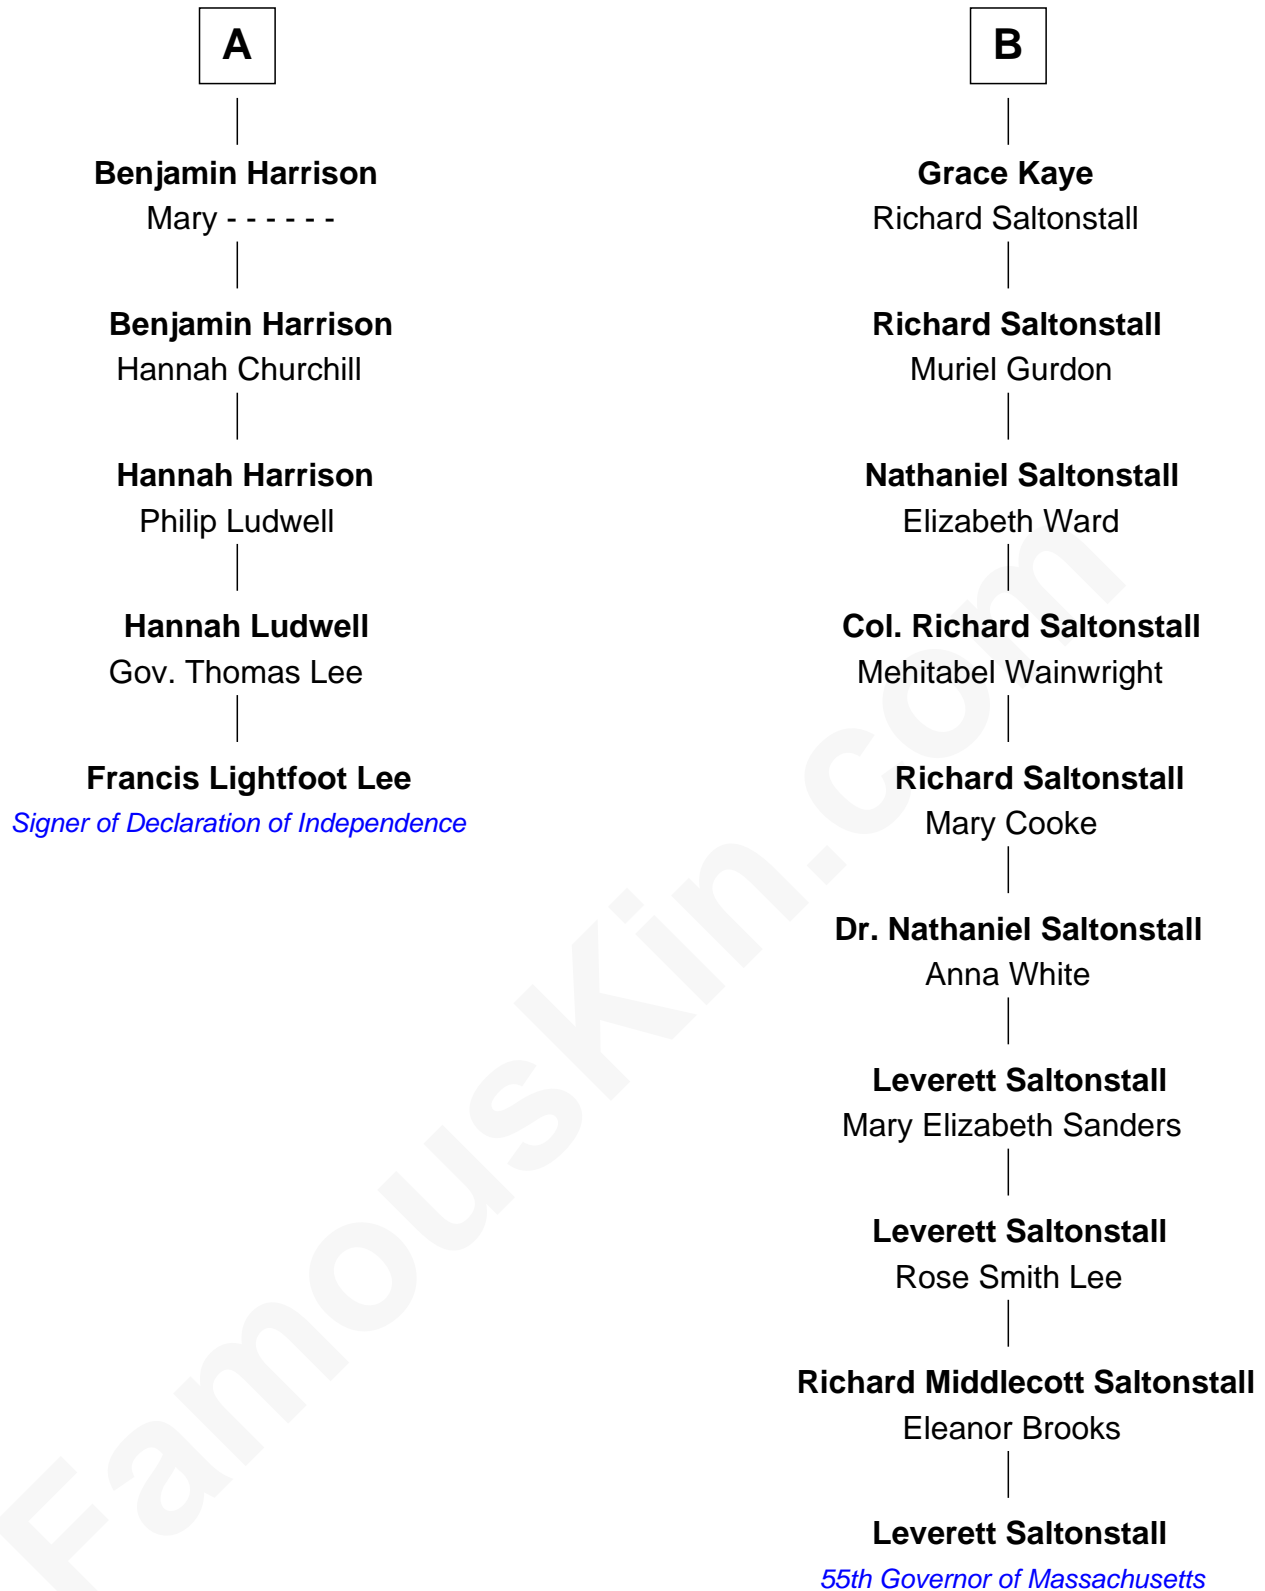 A
Benjamin Harrison
Mary - - - - - -
Benjamin Harrison
Hannah Churchill
Hannah Harrison
Philip Ludwell
Hannah Ludwell
Gov. Thomas Lee
Francis Lightfoot Lee
Signer of Declaration of Independence
B
Grace Kaye
Richard Saltonstall
Richard Saltonstall
Muriel Gurdon
Nathaniel Saltonstall
Elizabeth Ward
Col. Richard Saltonstall
Mehitabel Wainwright
Richard Saltonstall
Mary Cooke
Dr. Nathaniel Saltonstall
Anna White
Leverett Saltonstall
Mary Elizabeth Sanders
Leverett Saltonstall
Rose Smith Lee
Richard Middlecott Saltonstall
Eleanor Brooks
Leverett Saltonstall
55th Governor of Massachusetts
FamousKin.com